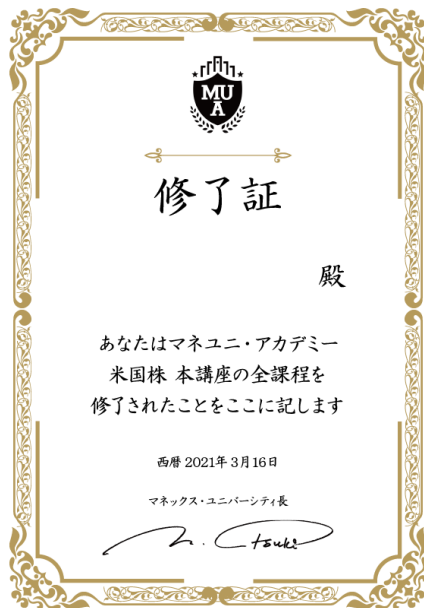 MU
A
修了証
殿
あなたはマネユニ・アカデミー
米国株 本講座の全課程を
修了されたことをここに記します
西暦 2021年 3月16日
マネックス・ユニバーシティ長